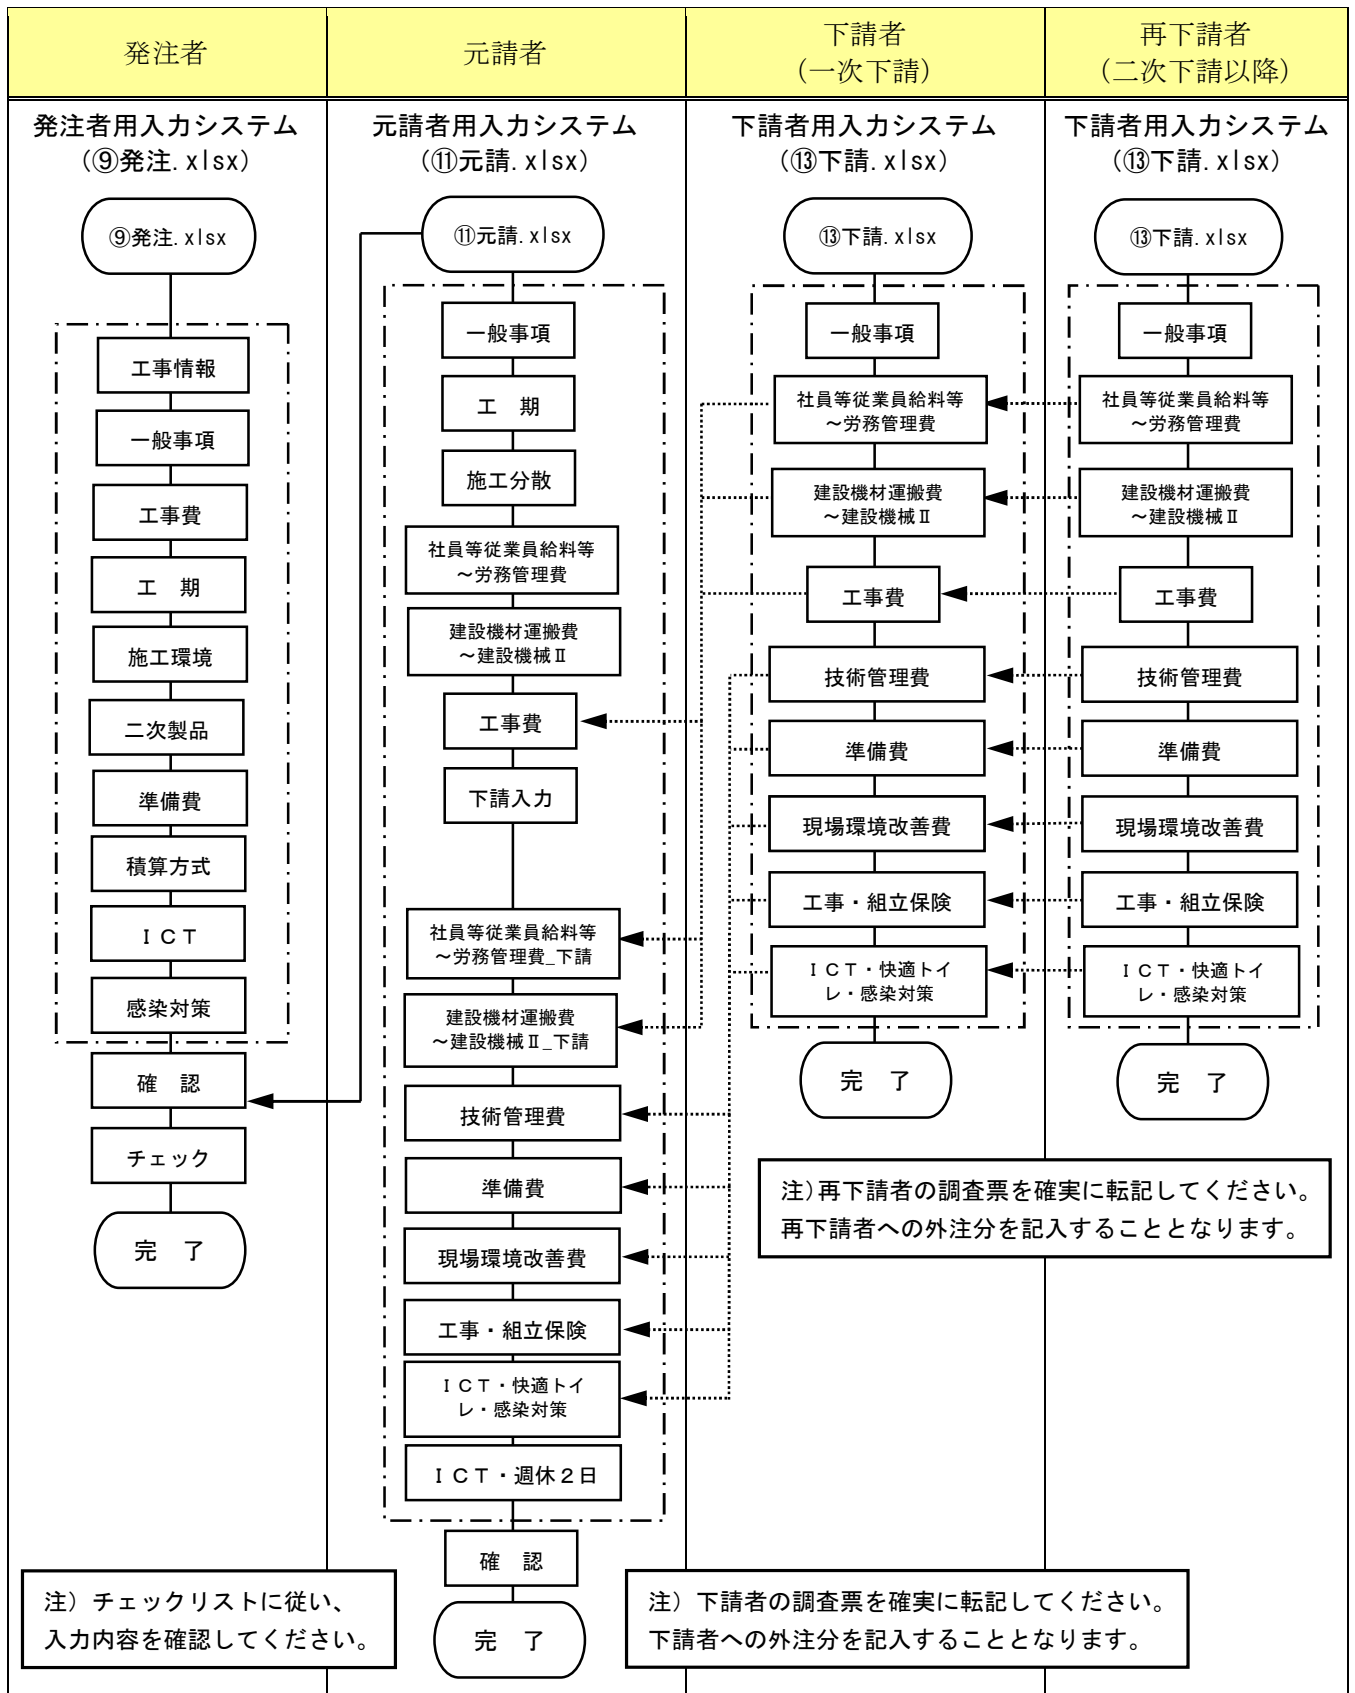 発注者
元請者
下請者
（一次下請）
再下請者
（二次下請以降）
発注者用入力システム
（⑨発注.xlsx）
⑨発注.xlsx
工事情報
一般事項
工事費
工　期
施工環境
二次製品
準備費
積算方式
ＩＣＴ
感染対策
確　認
チェック
完　了
注）チェックリストに従い、
入力内容を確認してください。
元請者用入力システム
（⑪元請.xlsx）
⑪元請.xlsx
一般事項
工　期
施工分散
社員等従業員給料等
～労務管理費
建設機材運搬費
～建設機械Ⅱ
工事費
下請入力
社員等従業員給料等
～労務管理費_下請
建設機材運搬費
～建設機械Ⅱ_下請
技術管理費
準備費
現場環境改善費
工事・組立保険
ＩＣＴ・快適トイ
レ・感染対策
ＩＣＴ・週休２日
確　認
完　了
下請者用入力システム
（⑬下請.xlsx）
⑬下請.xlsx
一般事項
社員等従業員給料等
～労務管理費
建設機材運搬費
～建設機械Ⅱ
工事費
技術管理費
準備費
現場環境改善費
工事・組立保険
ＩＣＴ・快適トイ
レ・感染対策
完　了
下請者用入力システム
（⑬下請.xlsx）
⑬下請.xlsx
一般事項
社員等従業員給料等
～労務管理費
建設機材運搬費
～建設機械Ⅱ
工事費
技術管理費
準備費
現場環境改善費
工事・組立保険
ＩＣＴ・快適トイ
レ・感染対策
完　了
注）再下請者の調査票を確実に転記してください。
再下請者への外注分を記入することとなります。
注）下請者の調査票を確実に転記してください。
下請者への外注分を記入することとなります。